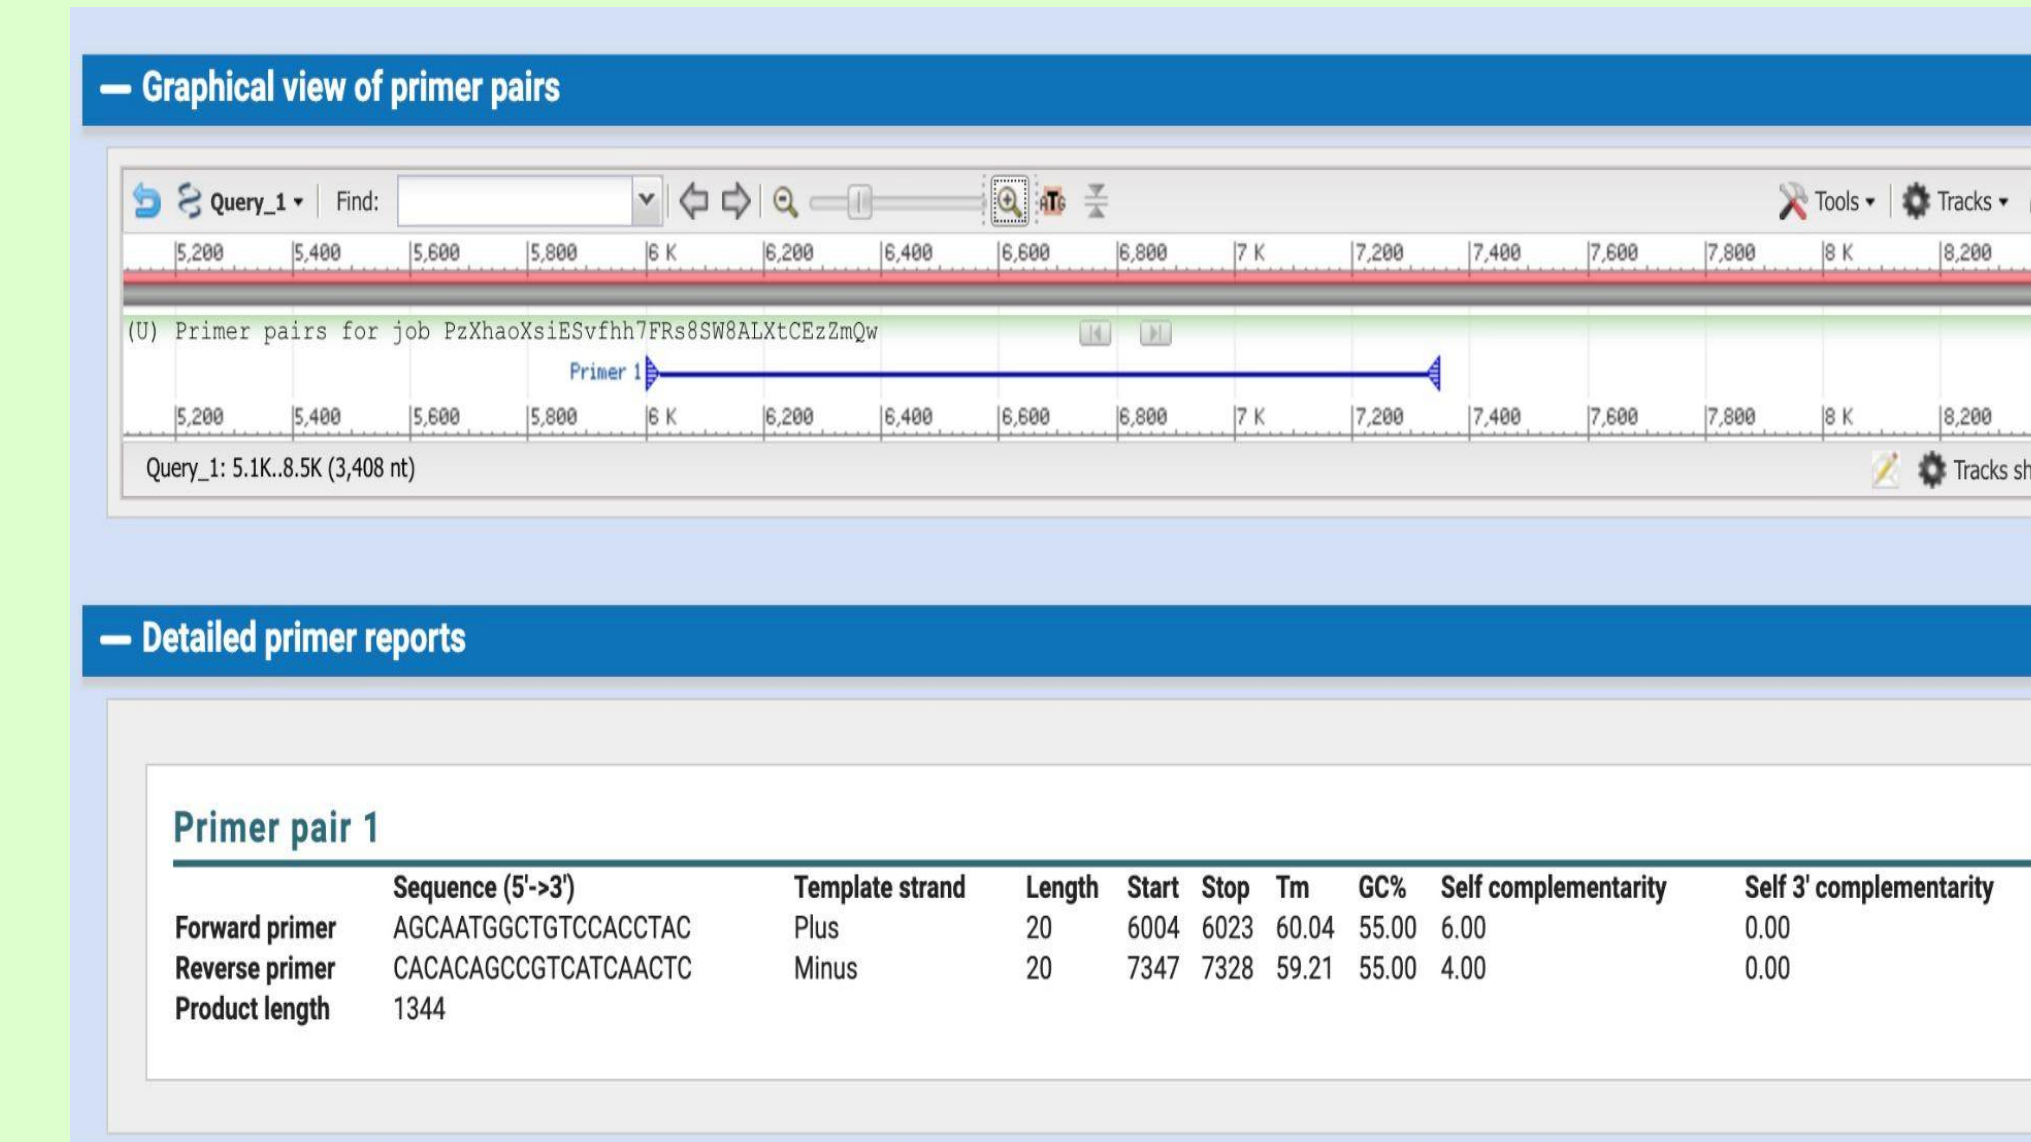 Graphical view of primer pairs
Query_1 Find: ATG Tools Tracks
5,200 5,400 5,600 5,800 6 K 6,200 6,400 6,600 6,800 7 K 7,200 7,400 7,600 7,800 8 K 8,200
(U) Primer pairs for job PzXhaoXsiESvfhh7FRs8SW8ALXtCEzZmQw
Primer 1
5,200 5,400 5,600 5,800 6 K 6,200 6,400 6,600 6,800 7 K 7,200 7,400 7,600 7,800 8 K 8,200
Query_1: 5.1K..8.5K (3,408 nt) Tracks sh
Detailed primer reports
Primer pair 1
Sequence (5'->3') Template strand Length Start Stop Tm GC% Self complementarity Self 3' complementarity
Forward primer AGCAATGGCTGTCCACCTAC Plus 20 6004 6023 60.04 55.00 6.00 0.00
Reverse primer CACACAGCCGTCATCAACTC Minus 20 7347 7328 59.21 55.00 4.00 0.00
Product length 1344